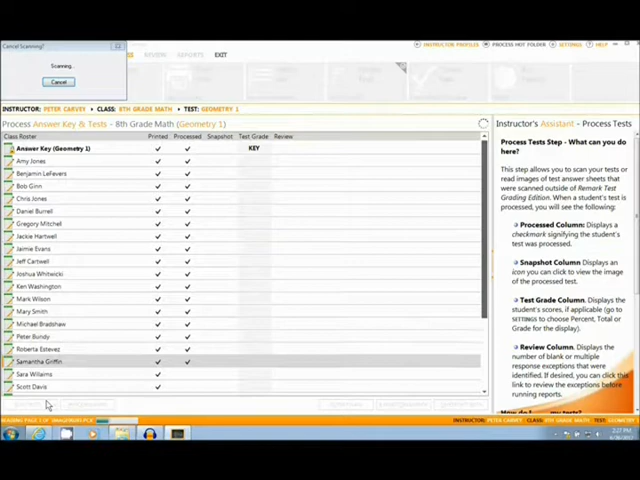 Cancel Scanning?
REVIEW REPORTS EXIT
INSTRUCTOR PROFILES PROCESS HOT FOLDER SETTINGS HELP
Scanning...
Cancel
INSTRUCTOR: PETER CARVEY • CLASS: 8TH GRADE MATH • TEST: GEOMETRY 1
Process Answer Key & Tests - 8th Grade Math (Geometry 1)
Class Roster Printed Processed Snapshot Test Grade Review
Answer Key (Geometry 1) KEY
Amy Jones
Benjamin LeFevers
Bob Ginn
Chris Jones
Daniel Burrell
Gregory Mitchell
Jackie Hartwell
Jaimie Evans
Jeff Cartwell
Joshua Whitwicki
Ken Washington
Mark Wilson
Mary Smith
Michael Bradshaw
Peter Bundy
Roberta Estevez
Samantha Griffin
Sara Williams
Scott Davis
Instructor's Assistant - Process Tests
Process Tests Step - What can you do
here?
This step allows you to scan your tests or
read images of test answer sheets that
were scanned outside of Remark Test
Grading Edition. When a student's test is
processed, you will see the following:
Processed Column: Displays a
checkmark signifying the student's
test was processed.
Snapshot Column Displays an
icon you can click to view the image
of the processed test.
Test Grade Column. Displays the
student's scores, if applicable (go to
SETTINGS to choose Percent, Total or
Grade for the display).
Review Column: Displays the
number of blank or multiple
response exceptions that were
identified. If desired, you can click this
link to review the exceptions before
running reports.
INSTRUCTOR: PETER CARVEY CLASS: 8TH GRADE MATH TEST: GEOMETRY 1
2:27 PM